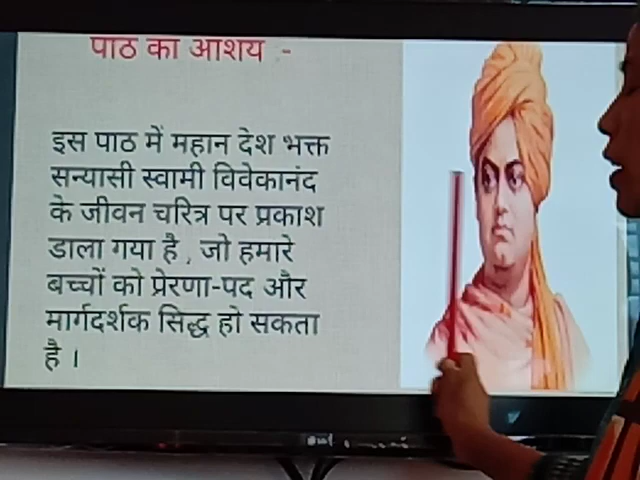 पाठ का आशय :-
इस पाठ में महान देश भक्त
सन्यासी स्वामी विवेकानंद
के जीवन चरित्र पर प्रकाश
डाला गया है , जो हमारे
बच्चों को प्रेरणा-पद और
मार्गदर्शक सिद्ध हो सकता
है ।